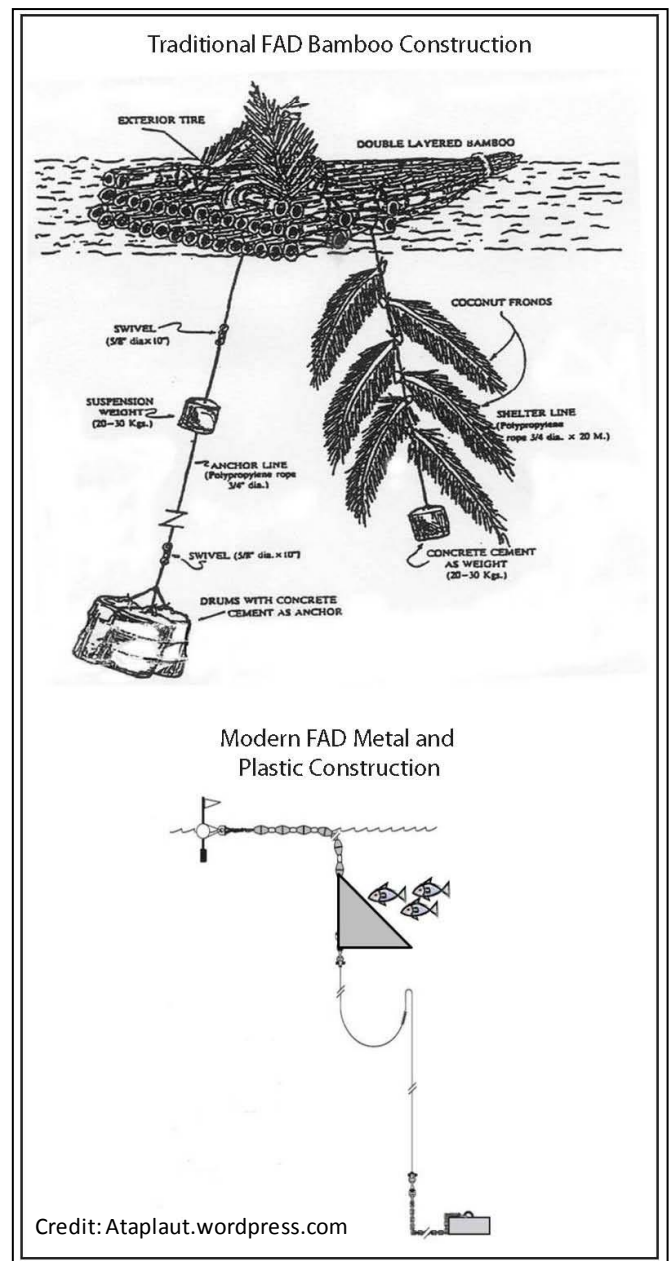 Traditional FAD Bamboo Construction
EXTERIOR TIRE
DOUBLE LAYERED BAMBOO
SWIVEL
(5/8" dia x 10")
COCONUT FRONDS
SUSPENSION
WEIGHT
(20-30 Kgs.)
SHELTER LINE
(Polypropylene
rope 3/4 dia. x 20 M.)
ANCHOR LINE
(Polypropylene rope
3/4" dia.)
SWIVEL (5/8" dia. x 10")
CONCRETE CEMENT
AS WEIGHT
(20-30 Kgs.)
DRUMS WITH CONCRETE
CEMENT AS ANCHOR
Modern FAD Metal and
Plastic Construction
Credit: Ataplaut.wordpress.com